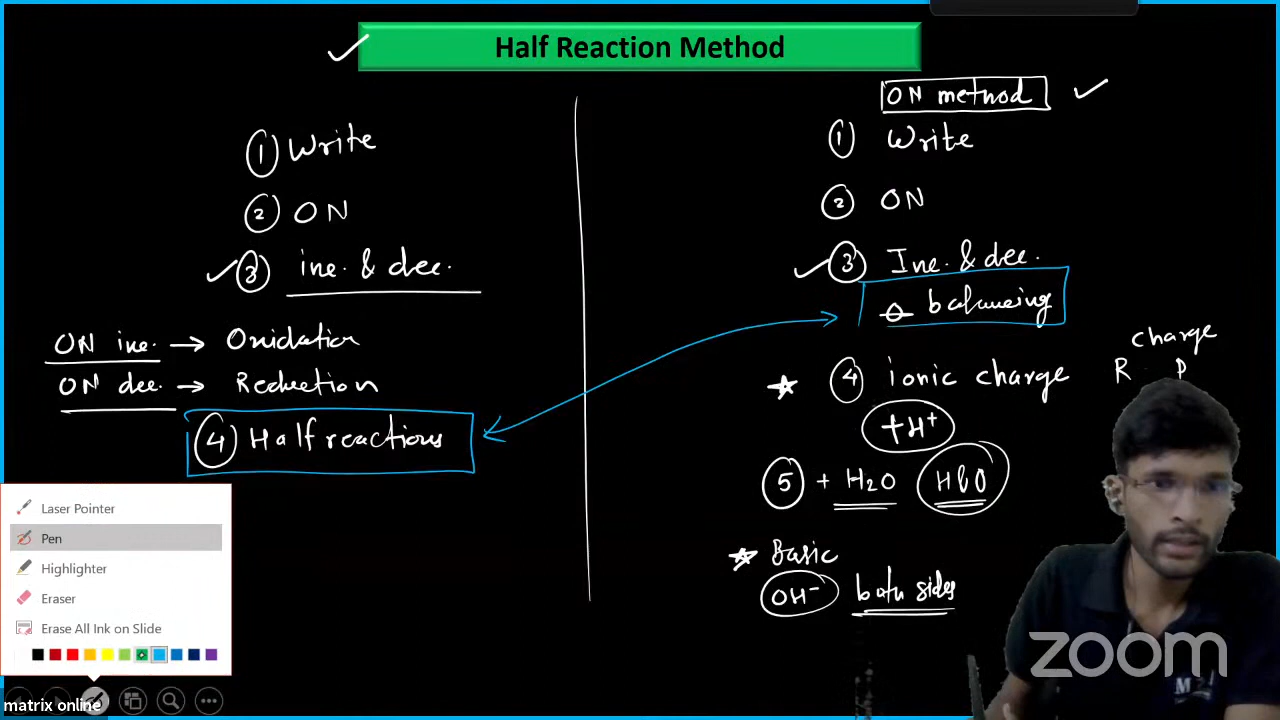 Half Reaction Method
① Write
② ON
③ inc. & dec.
ON inc. → Oxidation
ON dec. → Reduction
④ Half reactions
ON method
① Write
② ON
③ Inc. & dec.
balancing
④ ionic charge
charge
R P
+H⁺
⑤ + H₂O H&O
Basic
OH⁻ both sides
Laser Pointer
Pen
Highlighter
Eraser
Erase All Ink on Slide
matrix online
zoom